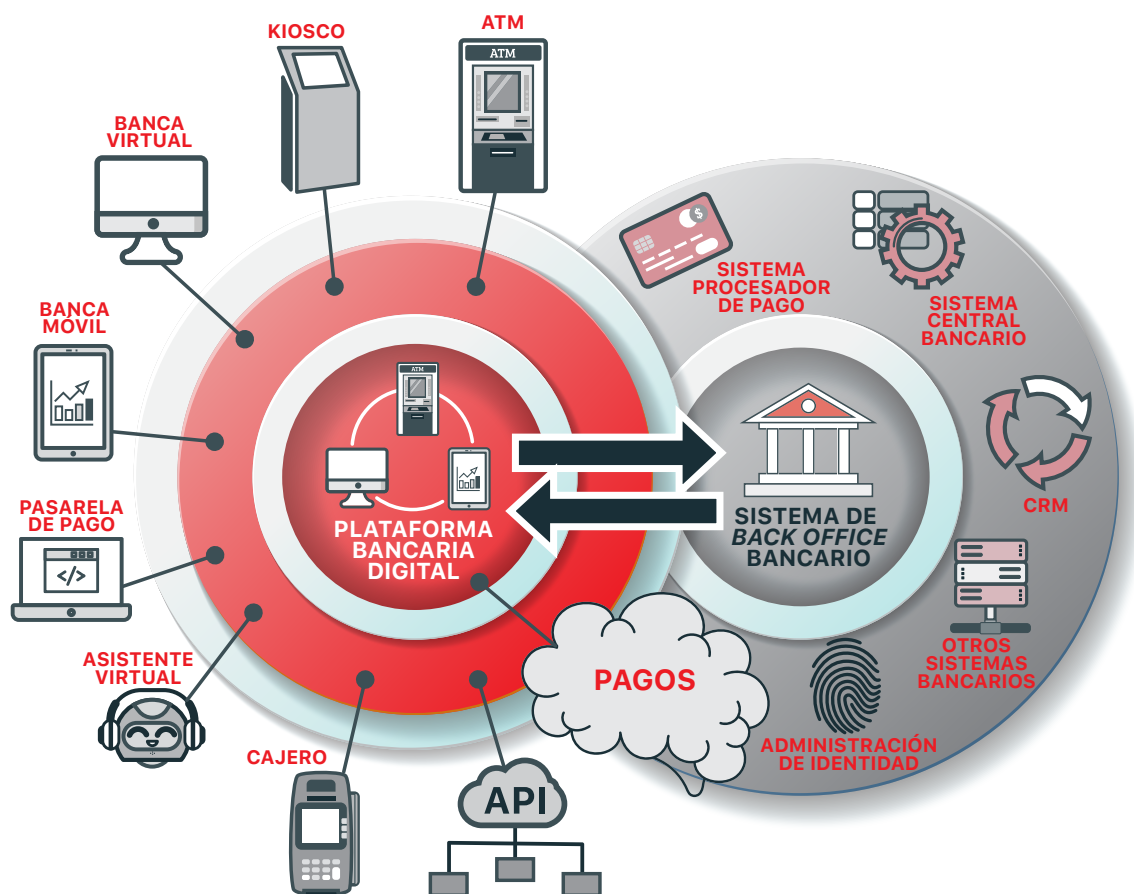 KIOSCO
ATM
ATM
BANCA
VIRTUAL
BANCA
MÓVIL
PASARELA
DE PAGO
</>
ASISTENTE
VIRTUAL
CAJERO
API
ATM
PLATAFORMA
BANCARIA
DIGITAL
PAGOS
SISTEMA DE
BACK OFFICE
BANCARIO
$
SISTEMA
PROCESADOR
DE PAGO
SISTEMA
CENTRAL
BANCARIO
CRM
OTROS
SISTEMAS
BANCARIOS
ADMINISTRACIÓN
DE IDENTIDAD